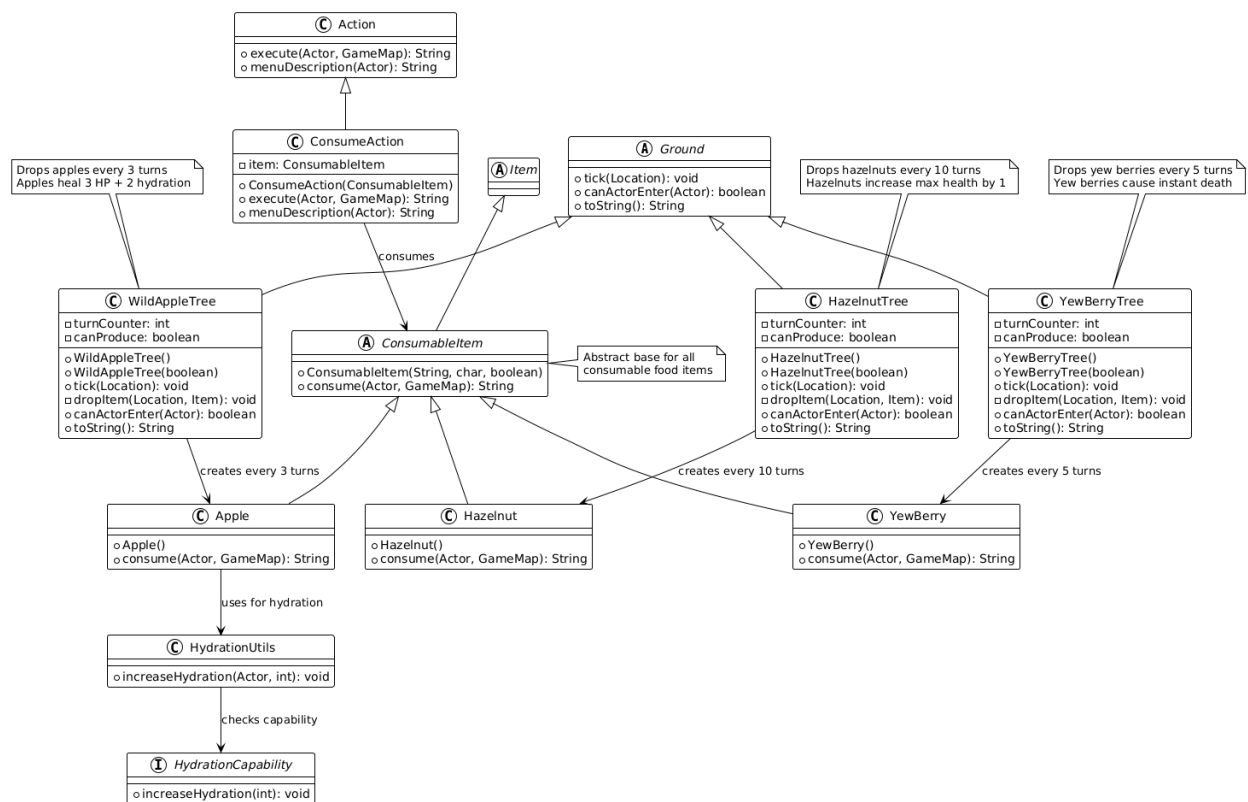 C Action
execute(Actor, GameMap): String
menuDescription(Actor): String
C ConsumeAction
item: ConsumableItem
ConsumeAction(ConsumableItem)
execute(Actor, GameMap): String
menuDescription(Actor): String
A Item
A Ground
tick(Location): void
canActorEnter(Actor): boolean
toString(): String
Drops apples every 3 turns
Apples heal 3 HP + 2 hydration
Drops hazelnuts every 10 turns
Hazelnuts increase max health by 1
Drops yew berries every 5 turns
Yew berries cause instant death
consumes
C WildAppleTree
turnCounter: int
canProduce: boolean
WildAppleTree()
WildAppleTree(boolean)
tick(Location): void
dropItem(Location, Item): void
canActorEnter(Actor): boolean
toString(): String
A ConsumableItem
ConsumableItem(String, char, boolean)
consume(Actor, GameMap): String
Abstract base for all
consumable food items
C HazelnutTree
turnCounter: int
canProduce: boolean
HazelnutTree()
HazelnutTree(boolean)
tick(Location): void
dropItem(Location, Item): void
canActorEnter(Actor): boolean
toString(): String
C YewBerryTree
turnCounter: int
canProduce: boolean
YewBerryTree()
YewBerryTree(boolean)
tick(Location): void
dropItem(Location, Item): void
canActorEnter(Actor): boolean
toString(): String
creates every 3 turns
creates every 10 turns
creates every 5 turns
C Apple
Apple()
consume(Actor, GameMap): String
C Hazelnut
Hazelnut()
consume(Actor, GameMap): String
C YewBerry
YewBerry()
consume(Actor, GameMap): String
uses for hydration
C HydrationUtils
increaseHydration(Actor, int): void
checks capability
I HydrationCapability
increaseHydration(int): void